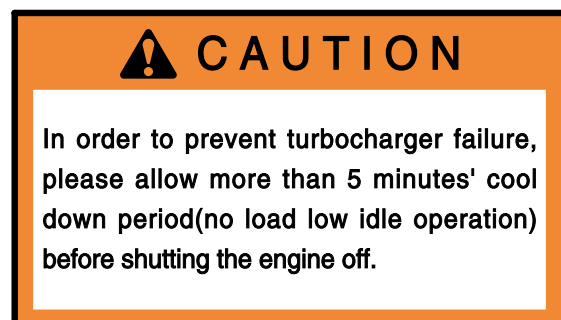 CAUTION
In order to prevent turbocharger failure,
please allow more than 5 minutes' cool
down period(no load low idle operation)
before shutting the engine off.